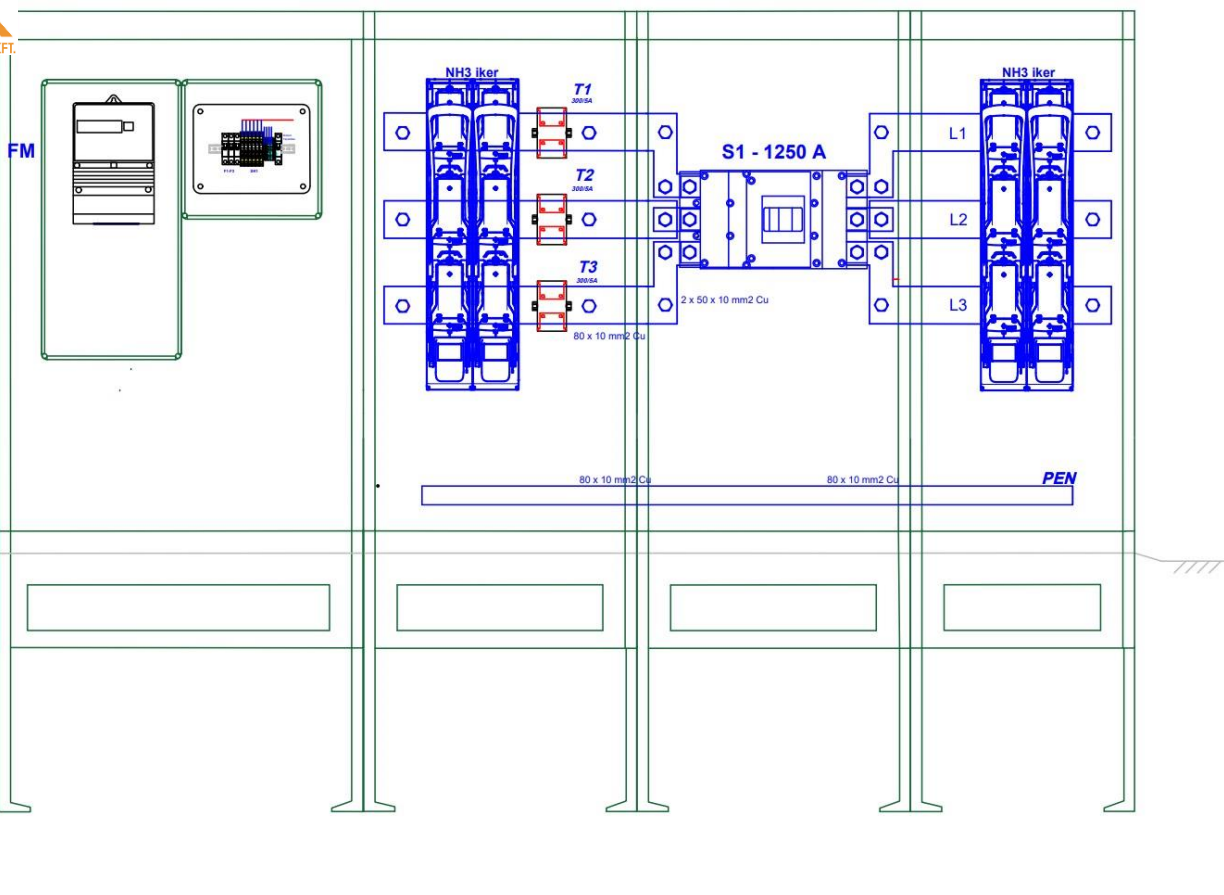 KFT.
NH3 iker
NH3 iker
T1
300/5A
L1
FM
S1 - 1250 A
T2
300/5A
L2
T3
300/5A
2 x 50 x 10 mm2 Cu
L3
80 x 10 mm2 Cu
80 x 10 mm2 Cu
80 x 10 mm2 Cu
PEN